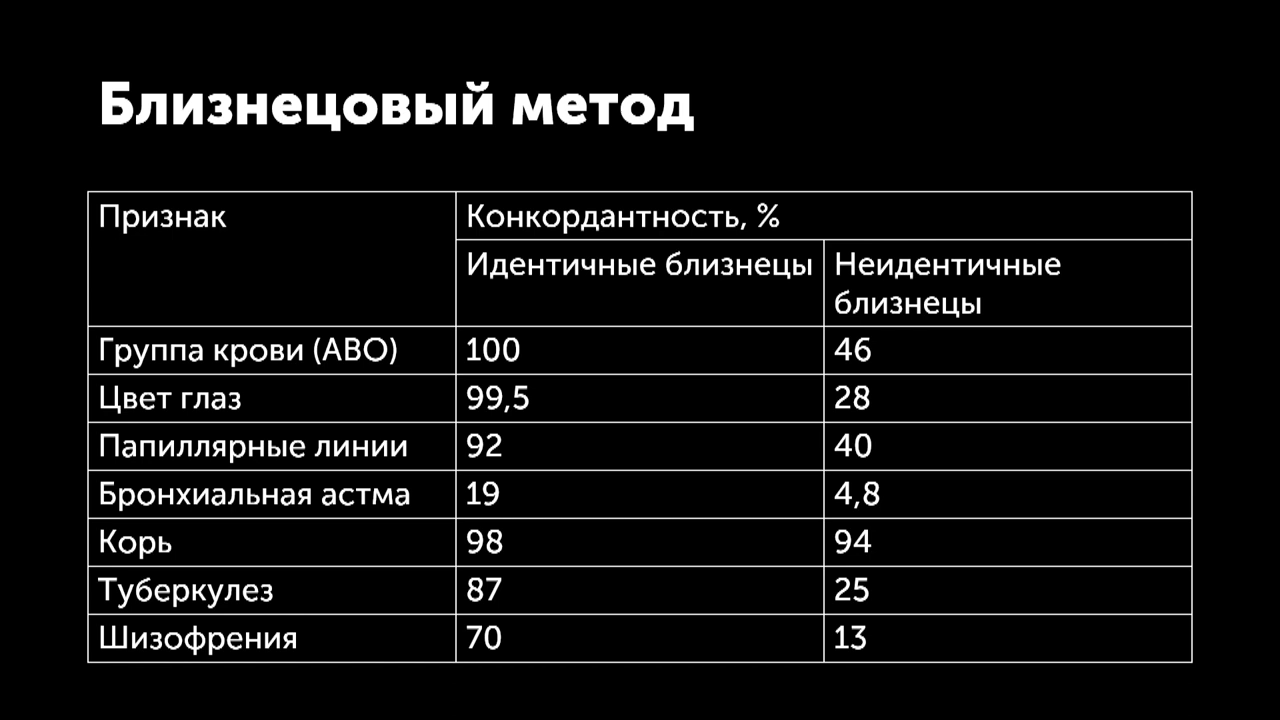 Близнецовый метод
Признак
Конкордантность, %
Идентичные близнецы
Неидентичные
близнецы
Группа крови (АВО) 100 46
Цвет глаз 99,5 28
Папиллярные линии 92 40
Бронхиальная астма 19 4,8
Корь 98 94
Туберкулез 87 25
Шизофрения 70 13